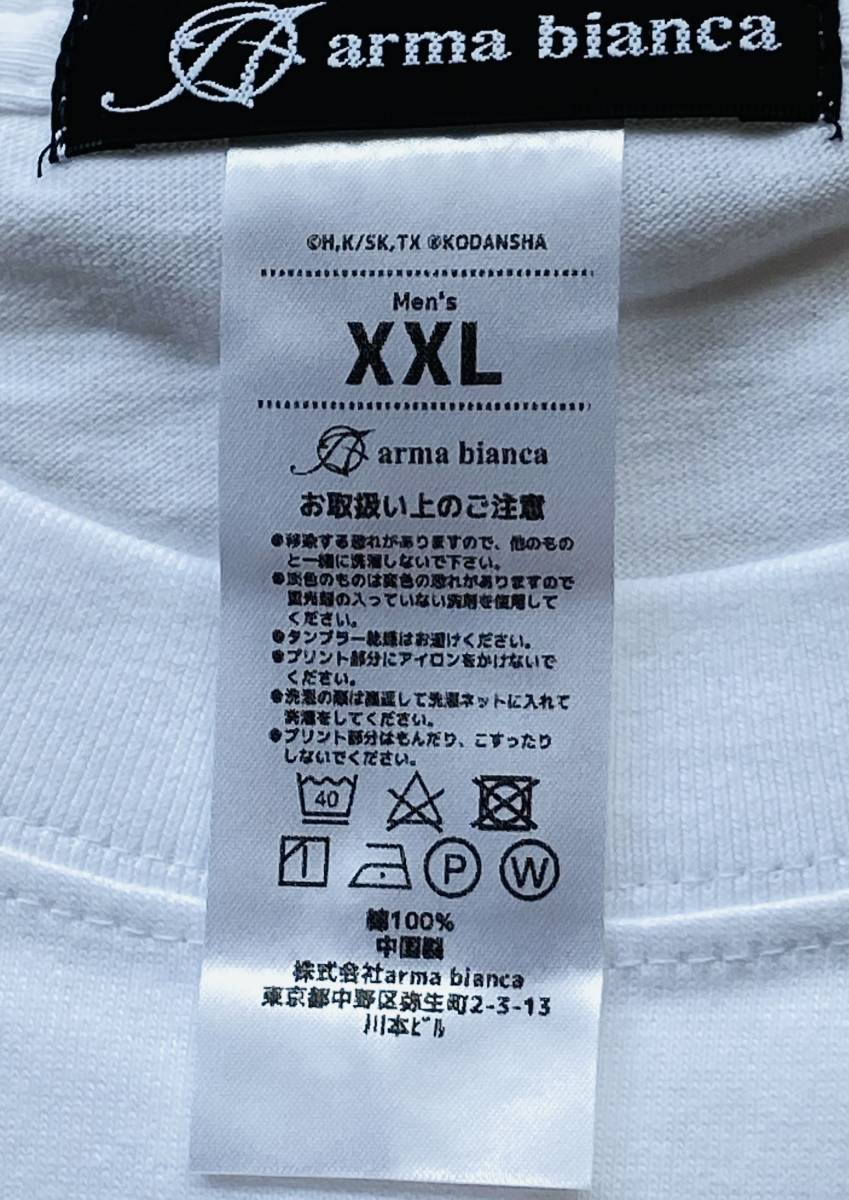 arma bianca
©H,K/SK,TX ®KODANSHA
Men's
XXL
arma bianca
お取扱い上のご注意
●移染する恐れがありますので、他のもの
と一緒に洗濯しないで下さい。
●淡色のものは変色の恐れがありますので
蛍光剤の入っていない洗剤を使用して
ください。
●タンブラー乾燥はお避けください。
●プリント部分にアイロンをかけないで
ください。
●洗濯の際は裏返して洗濯ネットに入れて
洗濯をしてください。
●プリント部分はもんだり、こすったり
しないでください。
40
P W
綿100%
中国製
株式会社arma bianca
東京都中野区弥生町2-3-13
川本ビル